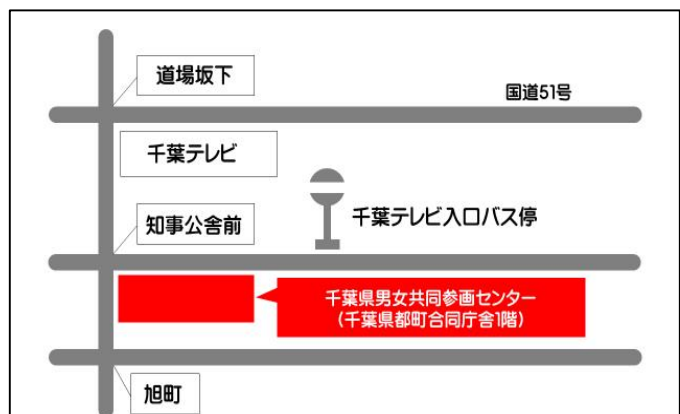 道場坂下
国道51号
千葉テレビ
千葉テレビ入口バス停
知事公舎前
千葉県男女共同参画センター
(千葉県都町合同庁舎1階)
旭町